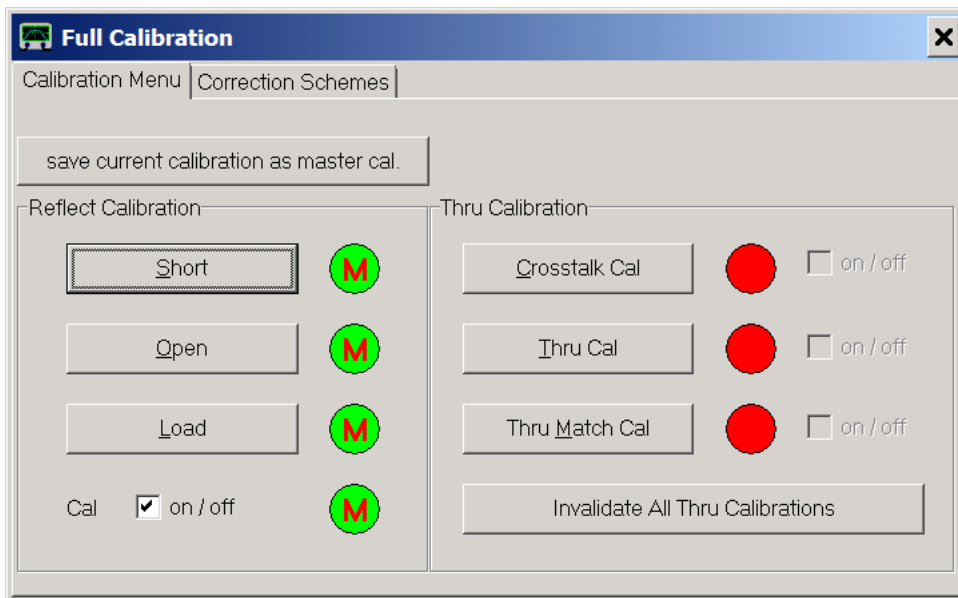 Full Calibration
Calibration Menu Correction Schemes
save current calibration as master cal.
Reflect Calibration
Short M
Open M
Load M
Cal on / off M
Thru Calibration
Crosstalk Cal on / off
Thru Cal on / off
Thru Match Cal on / off
Invalidate All Thru Calibrations